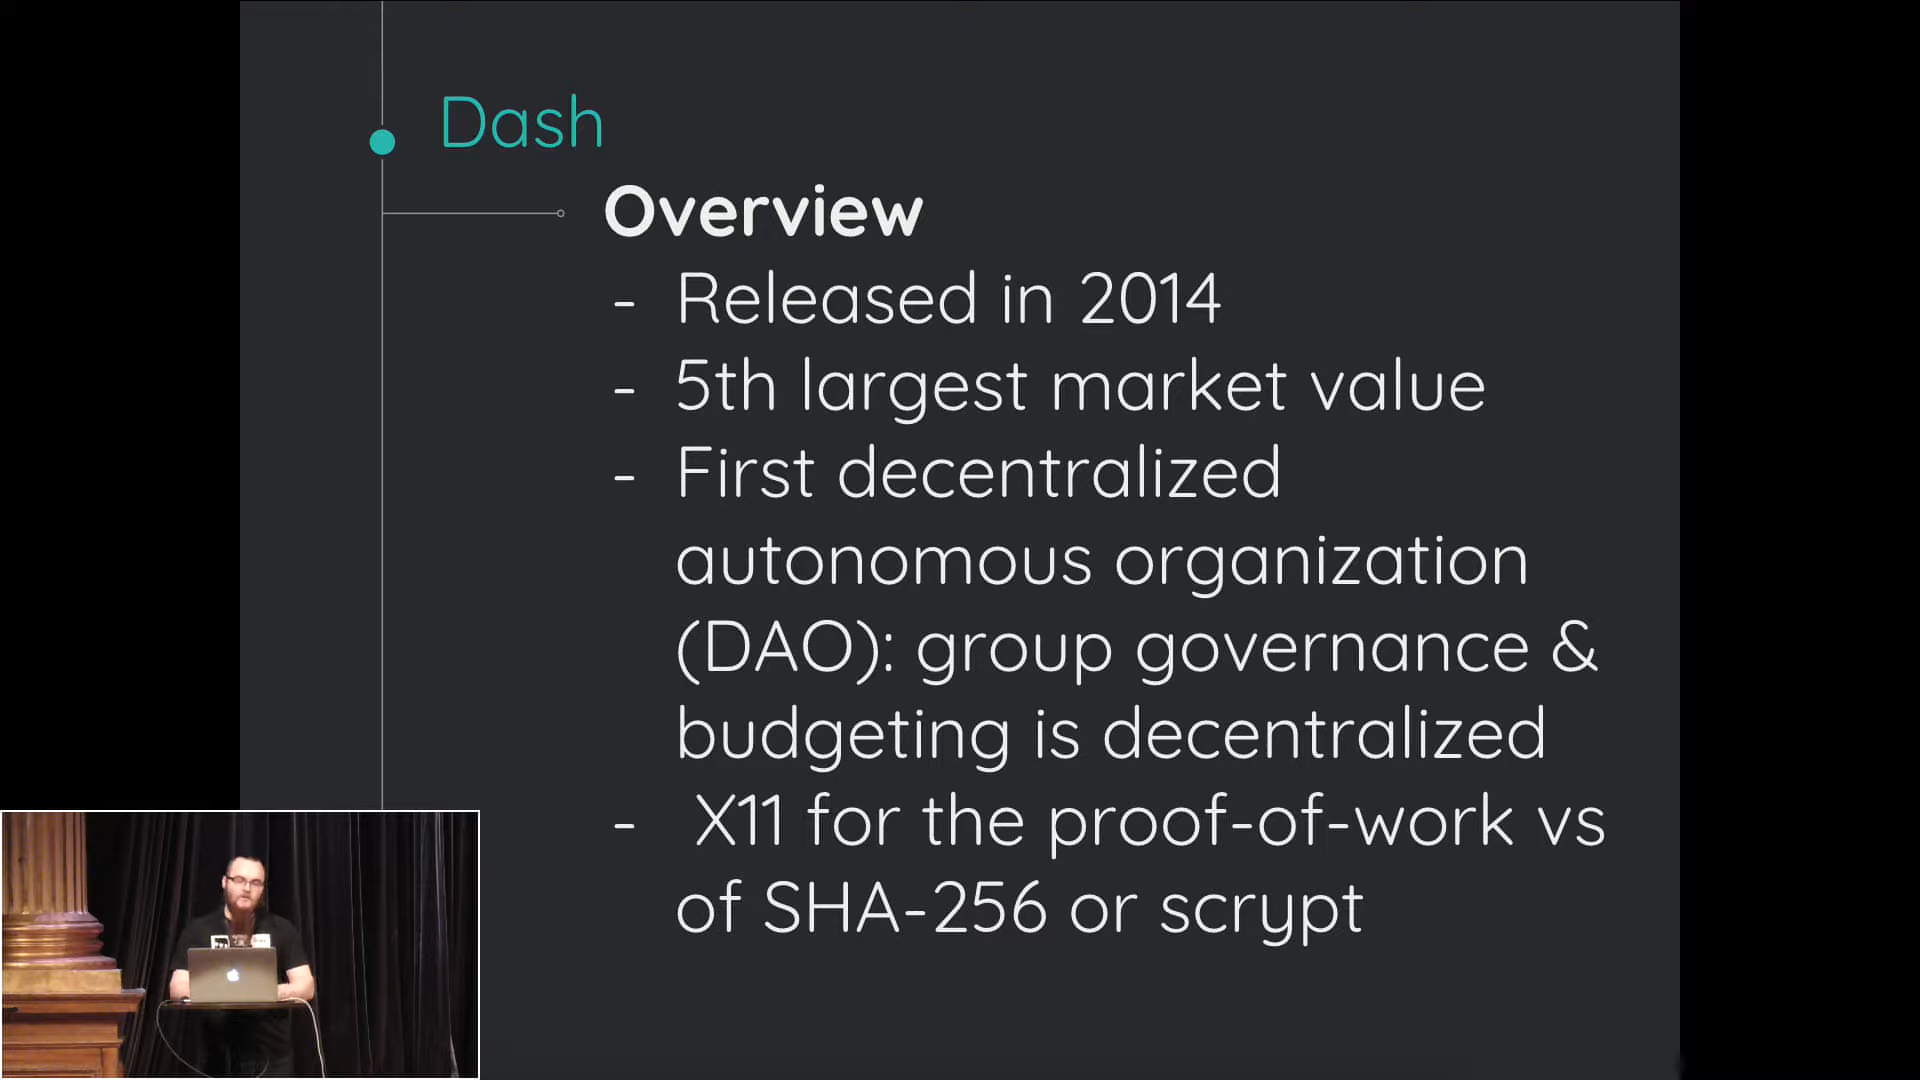 Dash
Overview
- Released in 2014
- 5th largest market value
- First decentralized
autonomous organization
(DAO): group governance &
budgeting is decentralized
- X11 for the proof-of-work vs
of SHA-256 or scrypt